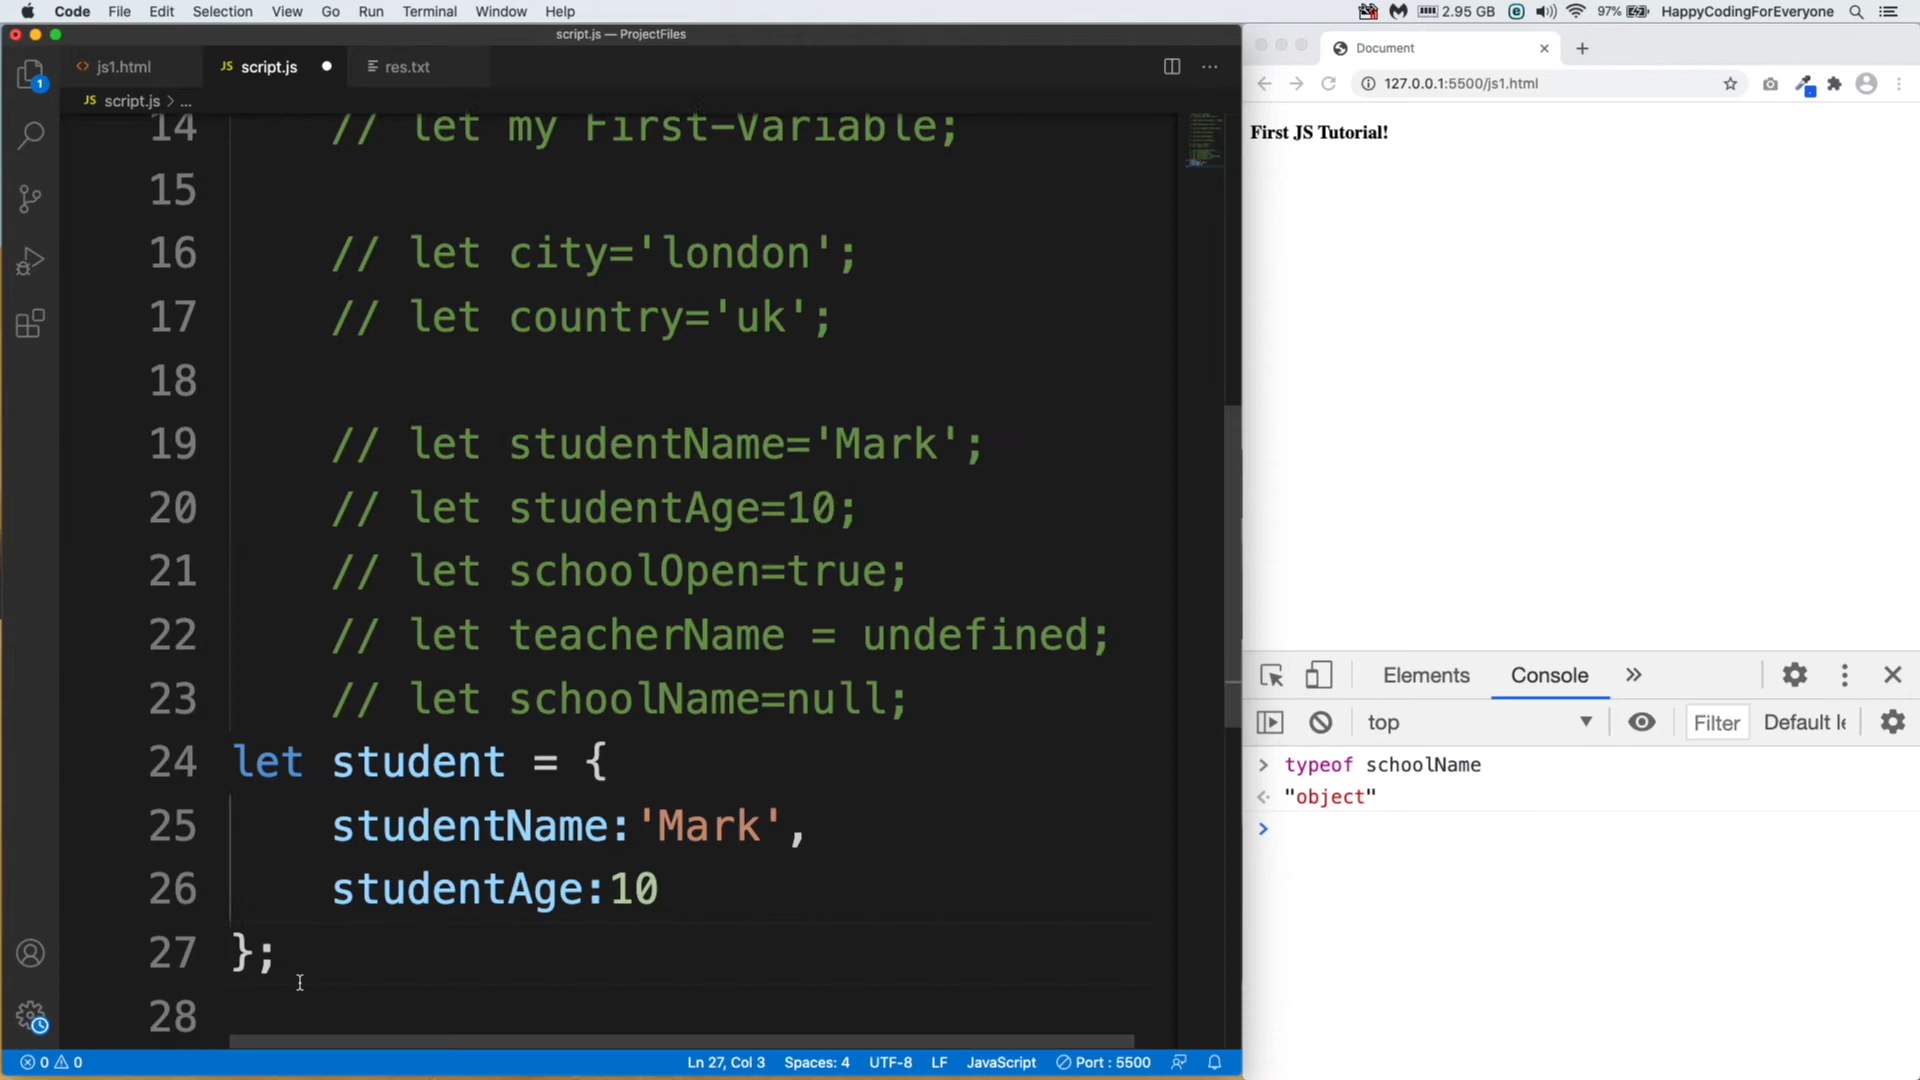 Code File Edit Selection View Go Run Terminal Window Help 2.95 GB 97% HappyCodingForEveryone
script.js — ProjectFiles
js1.html JS script.js res.txt
JS script.js > ...
14 // let my First-Variable;
15
16 // let city='london';
17 // let country='uk';
18
19 // let studentName='Mark';
20 // let studentAge=10;
21 // let schoolOpen=true;
22 // let teacherName = undefined;
23 // let schoolName=null;
24 let student = {
25 studentName:'Mark',
26 studentAge:10
27 };
28
1
0 0 Ln 27, Col 3 Spaces: 4 UTF-8 LF JavaScript Port : 5500
Document
127.0.0.1:5500/js1.html
First JS Tutorial!
Elements Console »
top Filter Default
> typeof schoolName
"object"
>